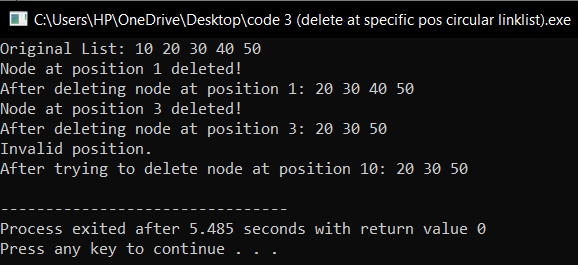 C:\Users\HP\OneDrive\Desktop\code 3 (delete at specific pos circular linklist).exe
Original List: 10 20 30 40 50
Node at position 1 deleted!
After deleting node at position 1: 20 30 40 50
Node at position 3 deleted!
After deleting node at position 3: 20 30 50
Invalid position.
After trying to delete node at position 10: 20 30 50
--------------------------------
Process exited after 5.485 seconds with return value 0
Press any key to continue . . .